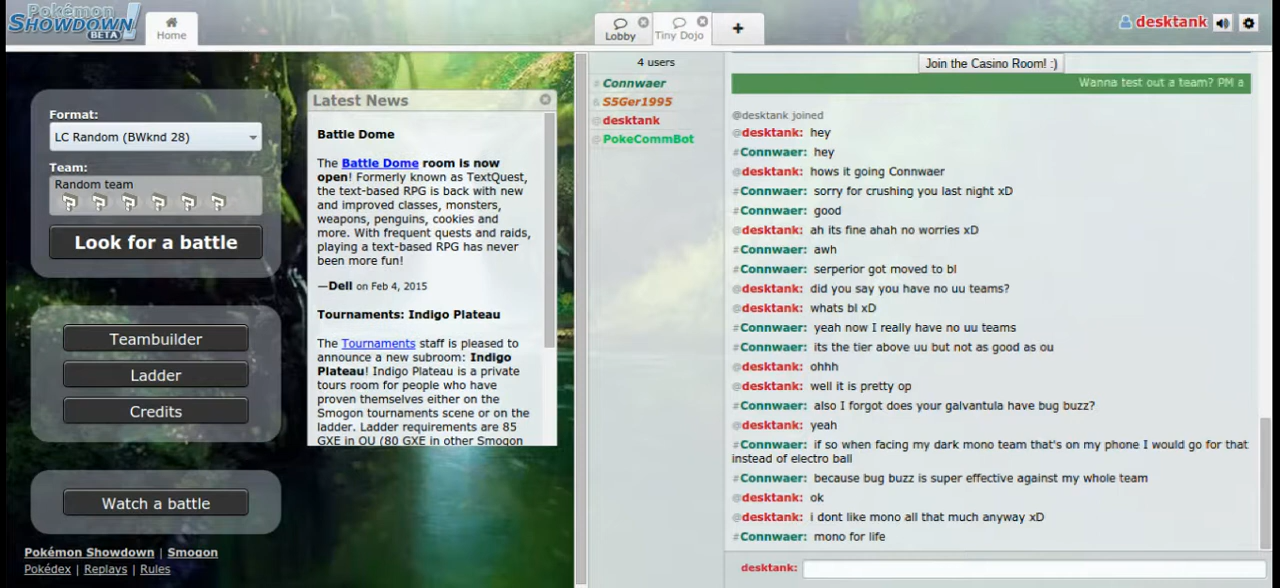 Pokémon
SHOWDOWN!
BETA
Home
Lobby
Tiny Dojo
+
desktank
Format:
LC Random (BWknd 28)
Team:
Random team
Look for a battle
Teambuilder
Ladder
Credits
Watch a battle
Pokémon Showdown | Smogon
Pokédex | Replays | Rules
Latest News
Battle Dome
The Battle Dome room is now
open! Formerly known as TextQuest,
the text-based RPG is back with new
and improved classes, monsters,
weapons, penguins, cookies and
more. With frequent quests and raids,
playing a text-based RPG has never
been more fun!
—Dell on Feb 4, 2015
Tournaments: Indigo Plateau
The Tournaments staff is pleased to
announce a new subroom: Indigo
Plateau! Indigo Plateau is a private
tours room for people who have
proven themselves either on the
Smogon tournaments scene or on the
ladder. Ladder requirements are 85
GXE in OU (80 GXE in other Smogon
4 users
#Connwaer
&S5Ger1995
@desktank
@PokeCommBot
Join the Casino Room! :)
Wanna test out a team? PM a
@desktank joined
@desktank: hey
#Connwaer: hey
@desktank: hows it going Connwaer
#Connwaer: sorry for crushing you last night xD
#Connwaer: good
@desktank: ah its fine ahah no worries xD
#Connwaer: awh
#Connwaer: serperior got moved to bl
@desktank: did you say you have no uu teams?
@desktank: whats bl xD
#Connwaer: yeah now I really have no uu teams
#Connwaer: its the tier above uu but not as good as ou
@desktank: ohhh
@desktank: well it is pretty op
#Connwaer: also I forgot does your galvantula have bug buzz?
@desktank: yeah
#Connwaer: if so when facing my dark mono team that's on my phone I would go for that
instead of electro ball
#Connwaer: because bug buzz is super effective against my whole team
@desktank: ok
@desktank: i dont like mono all that much anyway xD
#Connwaer: mono for life
desktank: